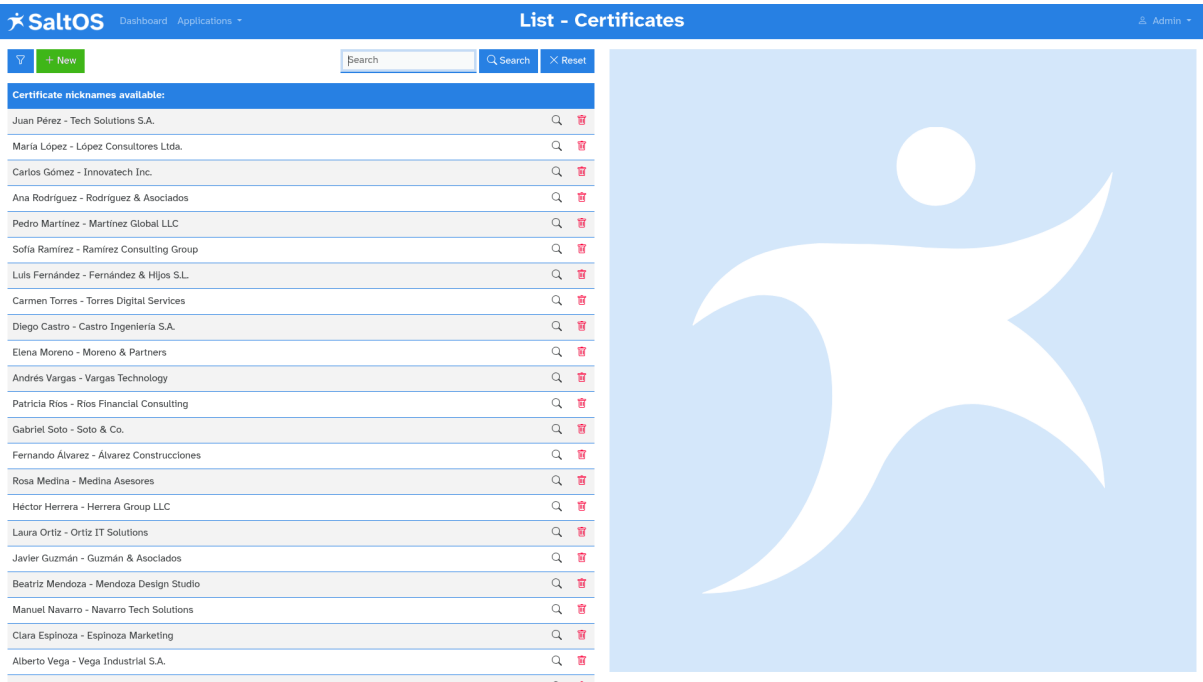 SaltOS Dashboard Applications List - Certificates Admin
+ New Search Search Reset
Certificate nicknames available:
Juan Pérez - Tech Solutions S.A.
María López - López Consultores Ltda.
Carlos Gómez - Innovatech Inc.
Ana Rodríguez - Rodríguez & Asociados
Pedro Martínez - Martínez Global LLC
Sofía Ramírez - Ramírez Consulting Group
Luis Fernández - Fernández & Hijos S.L.
Carmen Torres - Torres Digital Services
Diego Castro - Castro Ingeniería S.A.
Elena Moreno - Moreno & Partners
Andrés Vargas - Vargas Technology
Patricia Ríos - Ríos Financial Consulting
Gabriel Soto - Soto & Co.
Fernando Álvarez - Álvarez Construcciones
Rosa Medina - Medina Asesores
Héctor Herrera - Herrera Group LLC
Laura Ortiz - Ortiz IT Solutions
Javier Guzmán - Guzmán & Asociados
Beatriz Mendoza - Mendoza Design Studio
Manuel Navarro - Navarro Tech Solutions
Clara Espinoza - Espinoza Marketing
Alberto Vega - Vega Industrial S.A.